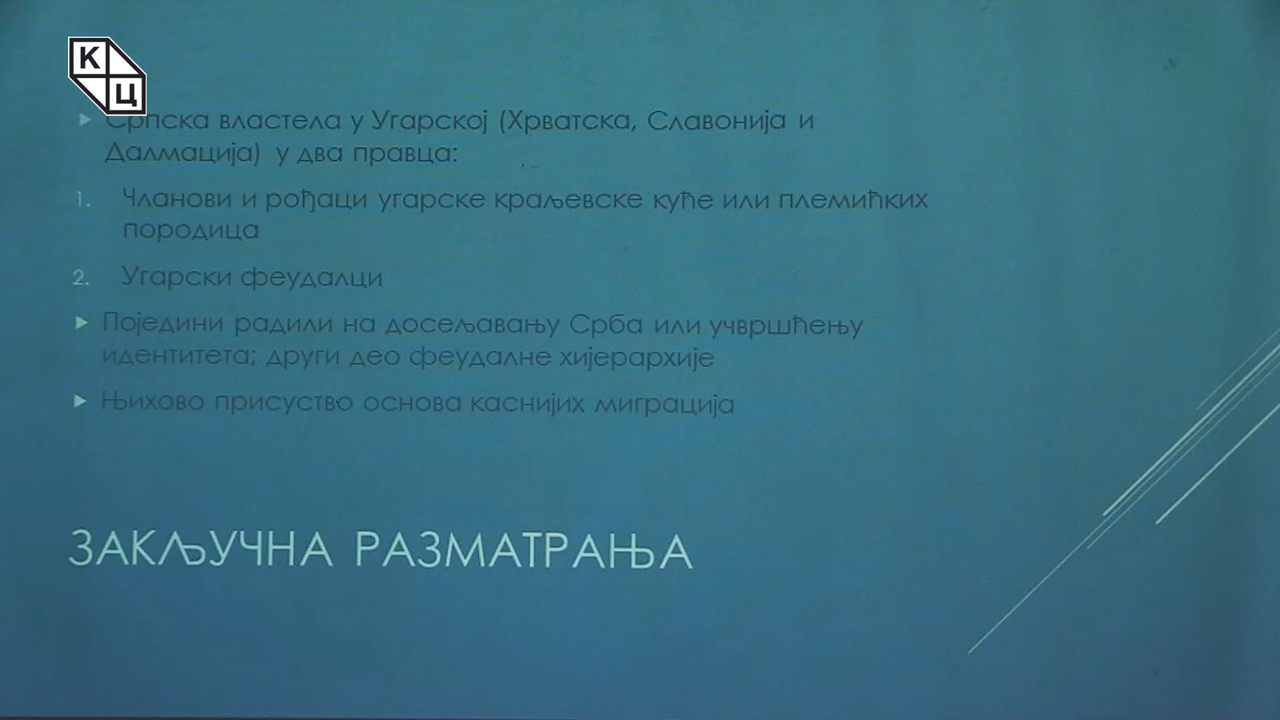 К
Ц
Српска властела у Угарској (Хрватска, Славонија и
Далмација) у два правца:
1. Чланови и рођаци угарске краљевске куће или племићких
породица
2. Угарски феудалци
Поједини радили на досељавању Срба или учвршћењу
идентитета; други део феудалне хијерархије
Њихово присуство основа каснијих миграција
ЗАКЉУЧНА РАЗМАТРАЊА